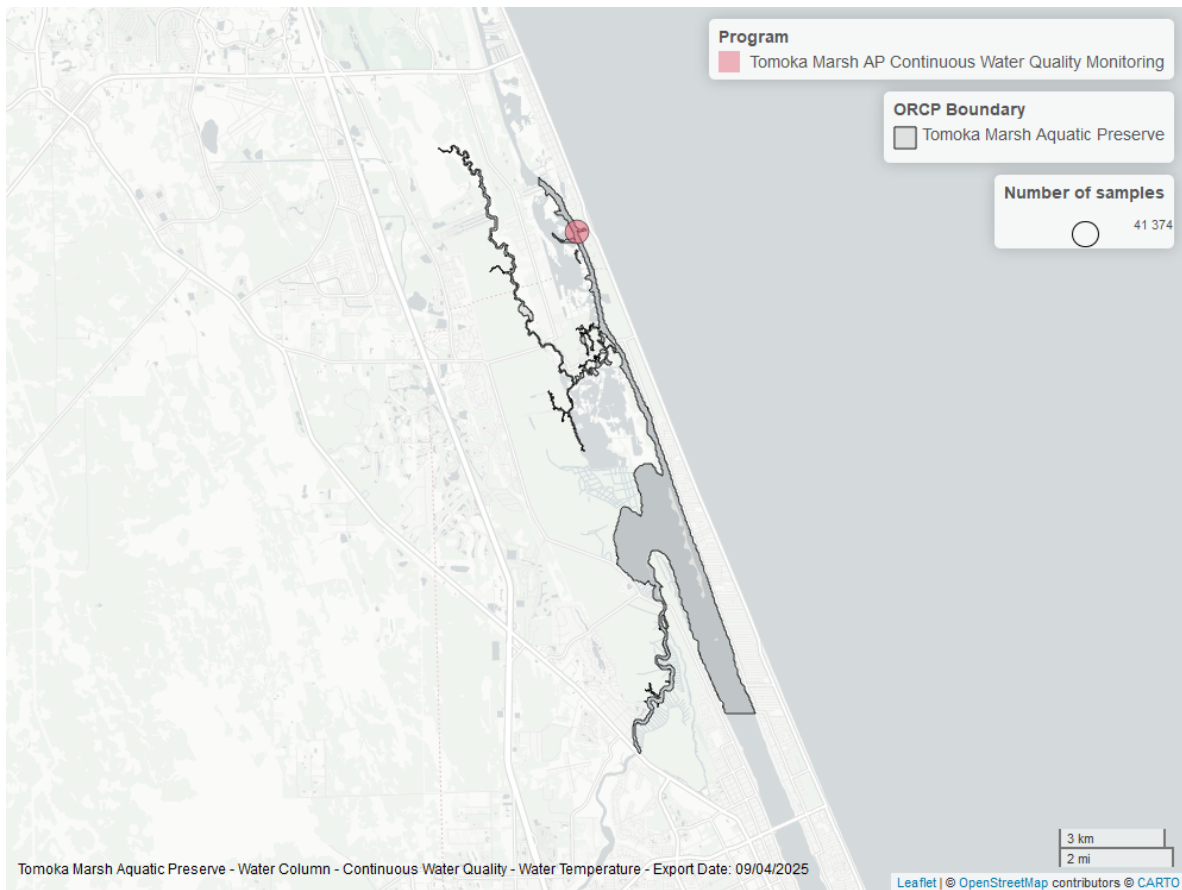 Program
Tomoka Marsh AP Continuous Water Quality Monitoring
ORCP Boundary
Tomoka Marsh Aquatic Preserve
Number of samples
41 374
3 km
2 mi
Tomoka Marsh Aquatic Preserve - Water Column - Continuous Water Quality - Water Temperature - Export Date: 09/04/2025
Leaflet | © OpenStreetMap contributors © CARTO